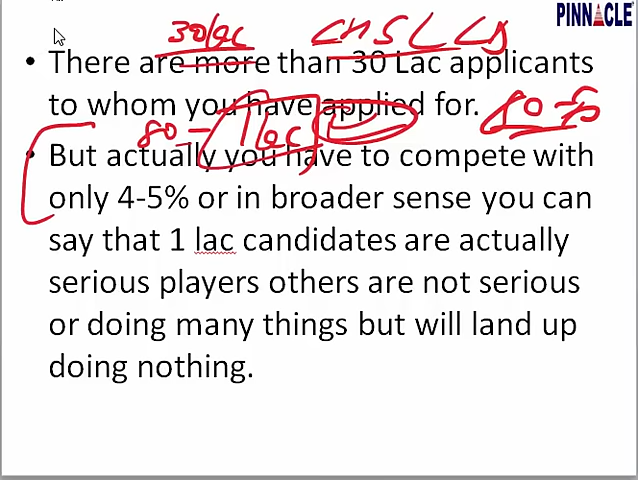 PINNACLE
30lac CHSL
• There are more than 30 Lac applicants
to whom you have applied for.
80 - 1 lac
• But actually you have to compete with
only 4-5% or in broader sense you can
say that 1 lac candidates are actually
serious players others are not serious
or doing many things but will land up
doing nothing.